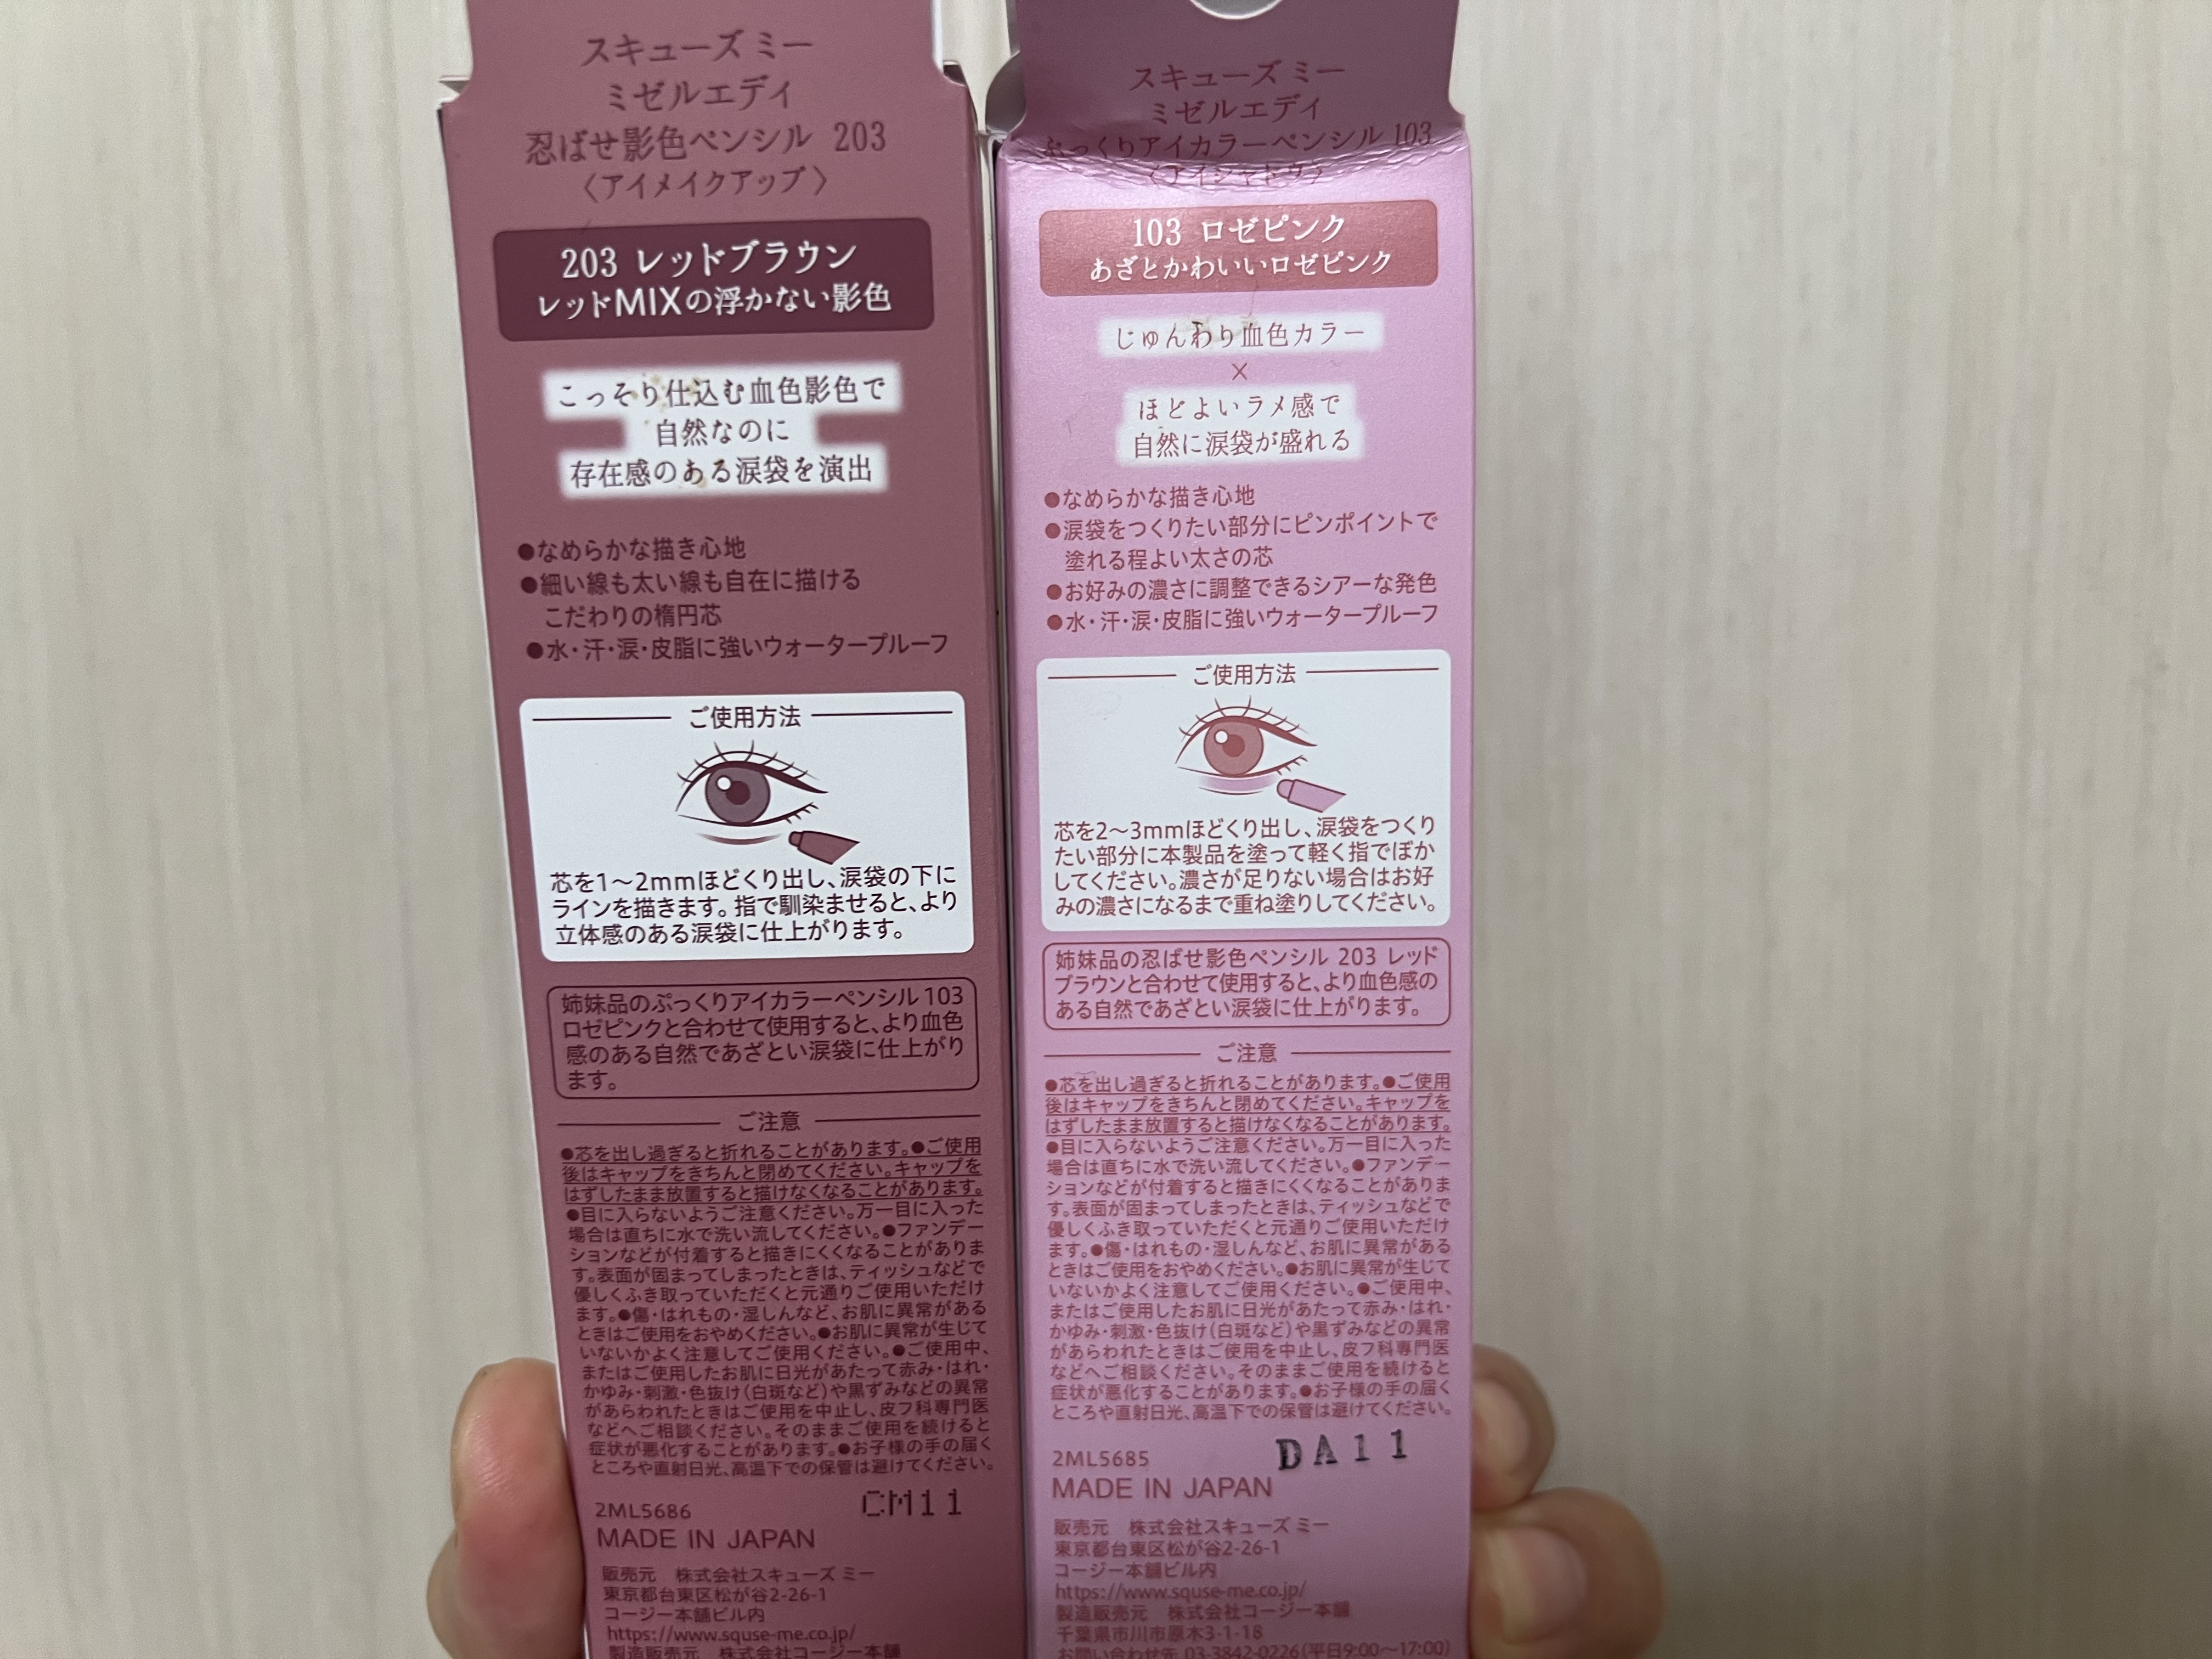 スキューズ ミー
ミゼルエディ
忍ばせ影色ペンシル 203
〈アイメイクアップ〉
203 レッドブラウン
レッドMIXの浮かない影色
こっそり仕込む血色影色で
自然なのに
存在感のある涙袋を演出
●なめらかな描き心地
●細い線も太い線も自在に描ける
こだわりの楕円芯
●水・汗・涙・皮脂に強いウォータープルーフ
ご使用方法
芯を1〜2mmほどくり出し、涙袋の下に
ラインを描きます。指で馴染ませると、より
立体感のある涙袋に仕上がります。
姉妹品のぷっくりアイカラーペンシル 103
ロゼピンクと合わせて使用すると、より血色
感のある自然であざとい涙袋に仕上がり
ます。
ご注意
●芯を出し過ぎると折れることがあります。●ご使用
後はキャップをきちんと閉めてください。キャップを
はずしたまま放置すると描けなくなることがあります。
●目に入らないようご注意ください。万一目に入った
場合は直ちに水で洗い流してください。●ファンデー
ションなどが付着すると描きにくくなることがありま
す。表面が固まってしまったときは、ティッシュなどで
優しくふき取っていただくと元通りご使用いただけ
ます。●傷・はれもの・湿しんなど、お肌に異常がある
ときはご使用をおやめください。●お肌に異常が生じて
いないかよく注意してご使用ください。●ご使用中、
またはご使用したお肌に日光があたって赤み・はれ・
かゆみ・刺激・色抜け(白斑など)や黒ずみなどの異常
があらわれたときはご使用を中止し、皮フ科専門医
などへご相談ください。そのままご使用を続けると
症状が悪化することがあります。●お子様の手の届く
ところや直射日光、高温下での保管は避けてください。
2ML5686
CM11
MADE IN JAPAN
販売元 株式会社スキューズ ミー
東京都台東区松が谷2-26-1
コージー本舗ビル内
https://www.squse-me.co.jp/
製造販売元 株式会社コージー本舗
スキューズ ミー
ミゼルエディ
ぷっくりアイカラーペンシル 103
〈アイシャドウ〉
103 ロゼピンク
あざとかわいいロゼピンク
じゅんわり血色カラー
×
ほどよいラメ感で
自然に涙袋が盛れる
●なめらかな描き心地
●涙袋をつくりたい部分にピンポイントで
塗れる程よい太さの芯
●お好みの濃さに調整できるシアーな発色
●水・汗・涙・皮脂に強いウォータープルーフ
ご使用方法
芯を2〜3mmほどくり出し、涙袋をつくり
たい部分に本製品を塗って軽く指でぼか
してください。濃さが足りない場合はお好
みの濃さになるまで重ね塗りしてください。
姉妹品の忍ばせ影色ペンシル 203 レッド
ブラウンと合わせて使用すると、より血色感の
ある自然であざとい涙袋に仕上がります。
ご注意
●芯を出し過ぎると折れることがあります。●ご使用
後はキャップをきちんと閉めてください。キャップを
はずしたまま放置すると描けなくなることがあります。
●目に入らないようご注意ください。万一目に入った
場合は直ちに水で洗い流してください。●ファンデー
ションなどが付着すると描きにくくなることがありま
す。表面が固まってしまったときは、ティッシュなどで
優しくふき取っていただくと元通りご使用いただけ
ます。●傷・はれもの・湿しんなど、お肌に異常がある
ときはご使用をおやめください。●お肌に異常が生じて
いないかよく注意してご使用ください。●ご使用中、
またはご使用したお肌に日光があたって赤み・はれ・
かゆみ・刺激・色抜け(白斑など)や黒ずみなどの異常
があらわれたときはご使用を中止し、皮フ科専門医
などへご相談ください。そのままご使用を続けると
症状が悪化することがあります。●お子様の手の届く
ところや直射日光、高温下での保管は避けてください。
2ML5685
DA11
MADE IN JAPAN
販売元 株式会社スキューズ ミー
東京都台東区松が谷2-26-1
コージー本舗ビル内
https://www.squse-me.co.jp/
製造販売元 株式会社コージー本舗
千葉県市川市原木3-1-18
お問い合わせ先 03-3842-0226(平日9:00〜17:00)